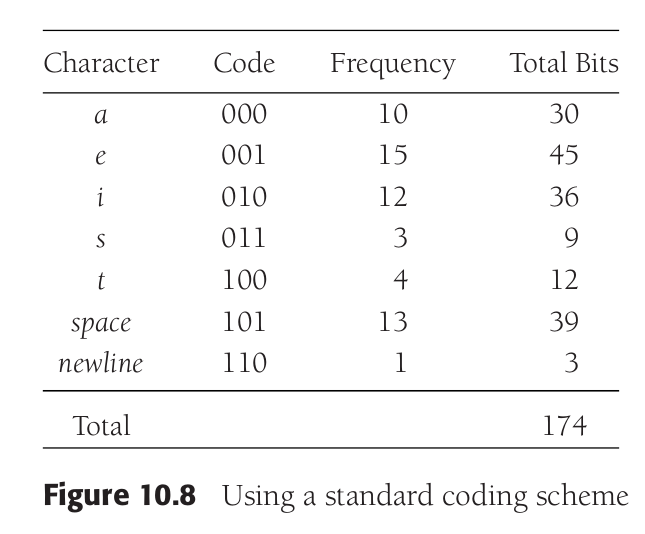 Character Code Frequency Total Bits
a 000 10 30
e 001 15 45
i 010 12 36
s 011 3 9
t 100 4 12
space 101 13 39
newline 110 1 3
Total 174
Figure 10.8 Using a standard coding scheme